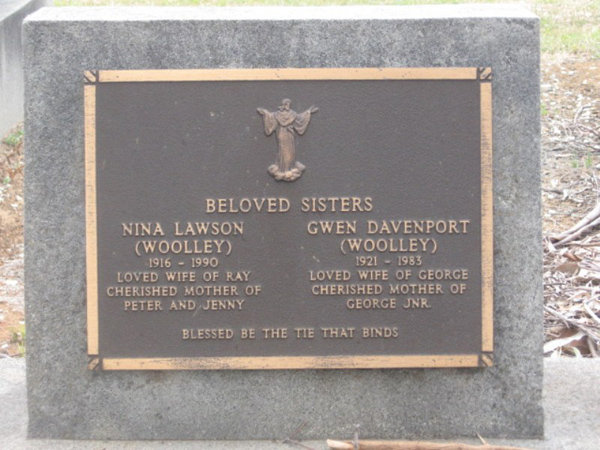 BELOVED SISTERS
NINA LAWSON
(WOOLLEY)
1916 - 1990
LOVED WIFE OF RAY
CHERISHED MOTHER OF
PETER AND JENNY
GWEN DAVENPORT
(WOOLLEY)
1921 - 1983
LOVED WIFE OF GEORGE
CHERISHED MOTHER OF
GEORGE JNR.
BLESSED BE THE TIE THAT BINDS